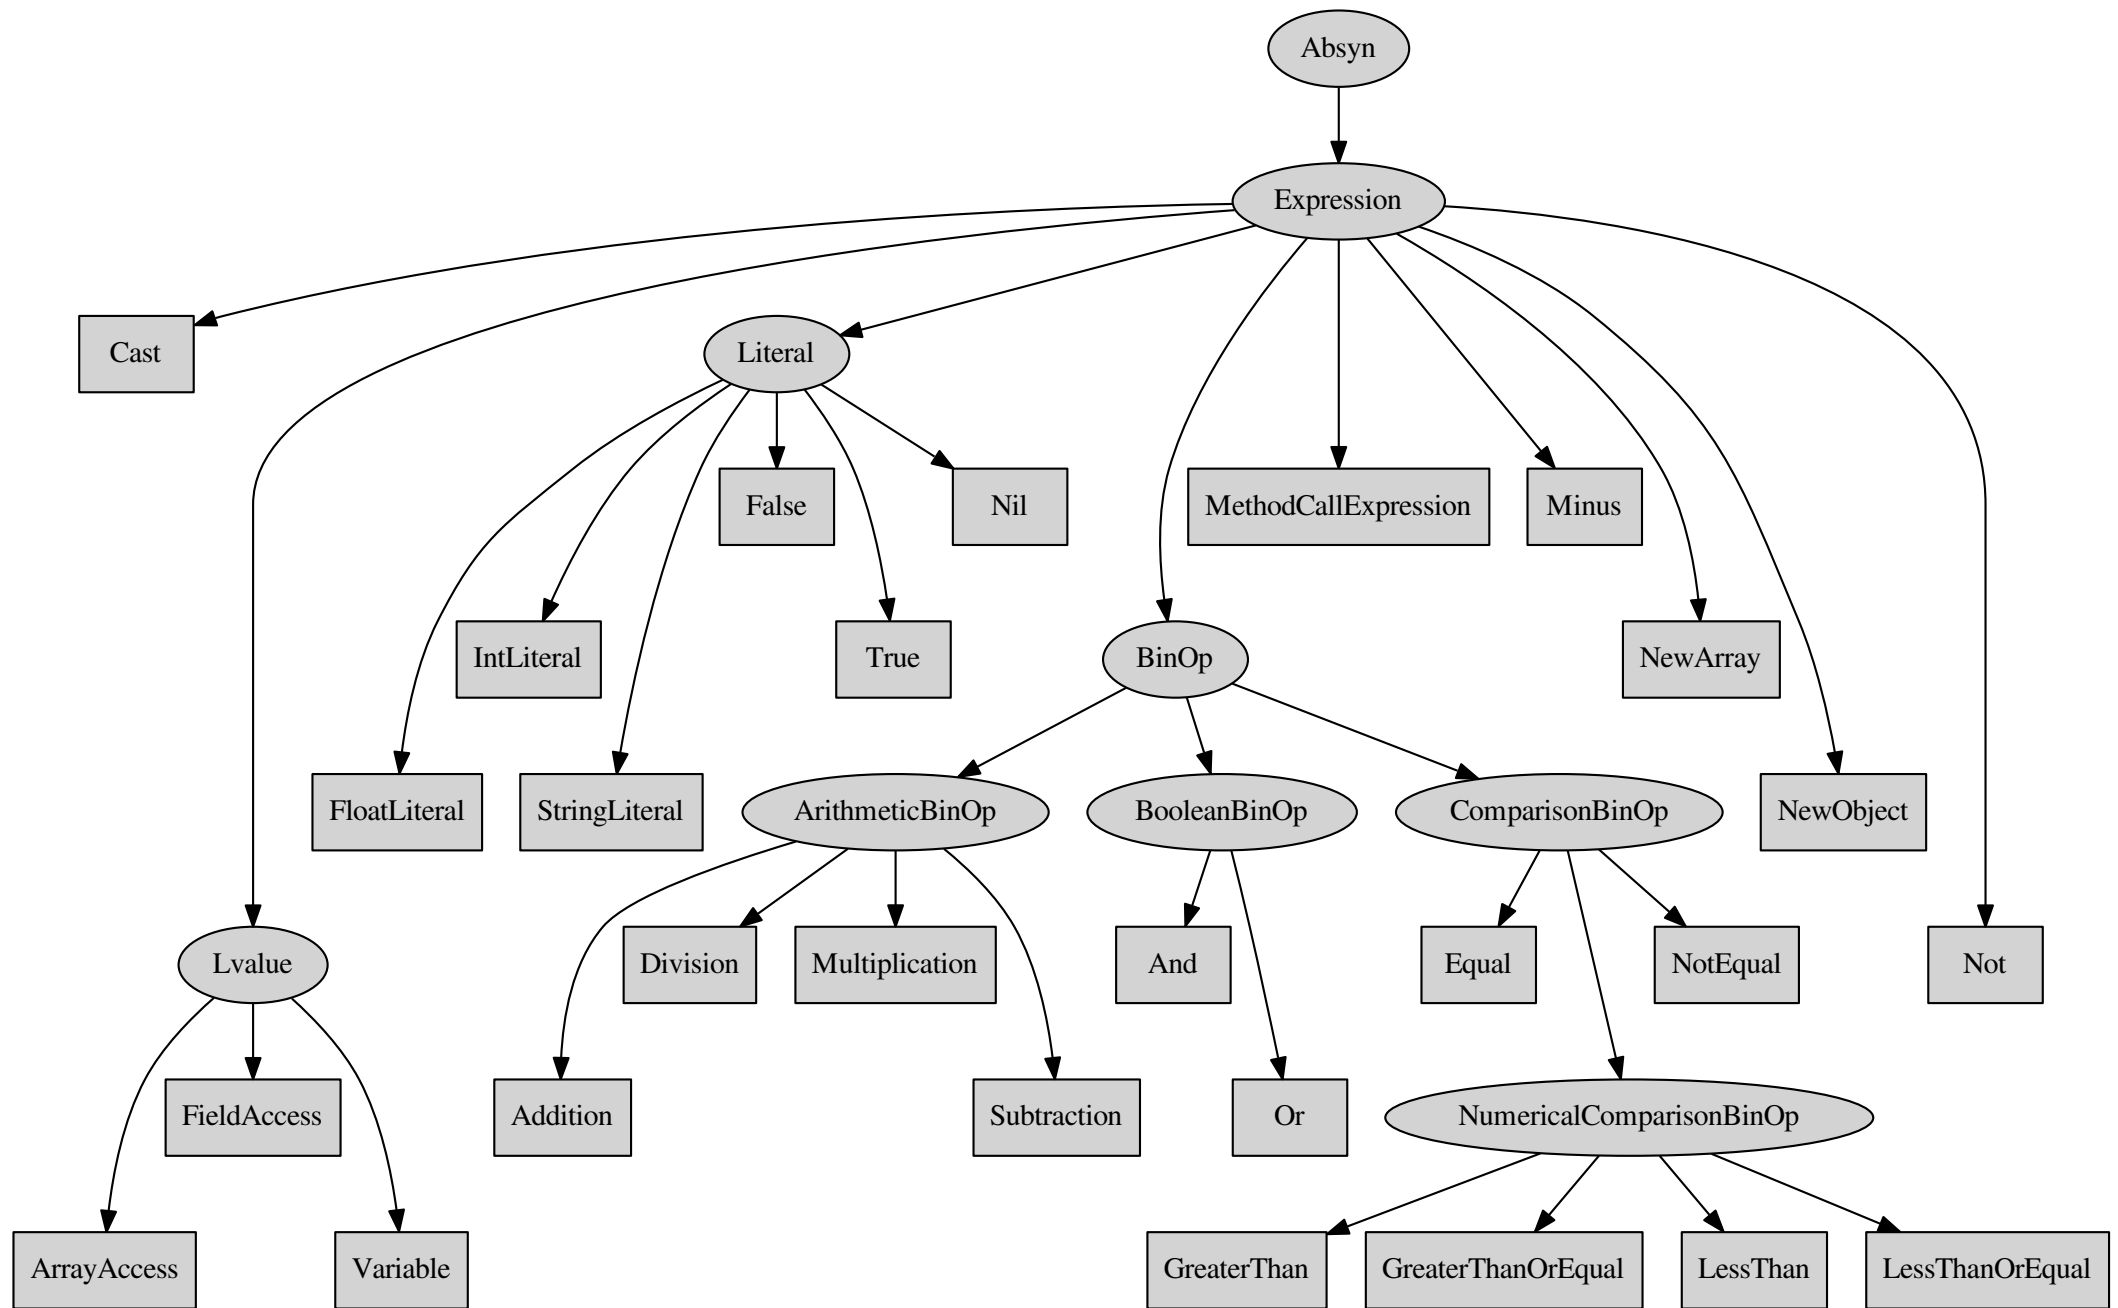 Absyn
Expression
Cast
Literal
False
Nil
MethodCallExpression
Minus
IntLiteral
True
BinOp
NewArray
FloatLiteral
StringLiteral
ArithmeticBinOp
BooleanBinOp
ComparisonBinOp
NewObject
Lvalue
Division
Multiplication
And
Equal
NotEqual
Not
FieldAccess
Addition
Subtraction
Or
NumericalComparisonBinOp
ArrayAccess
Variable
GreaterThan
GreaterThanOrEqual
LessThan
LessThanOrEqual